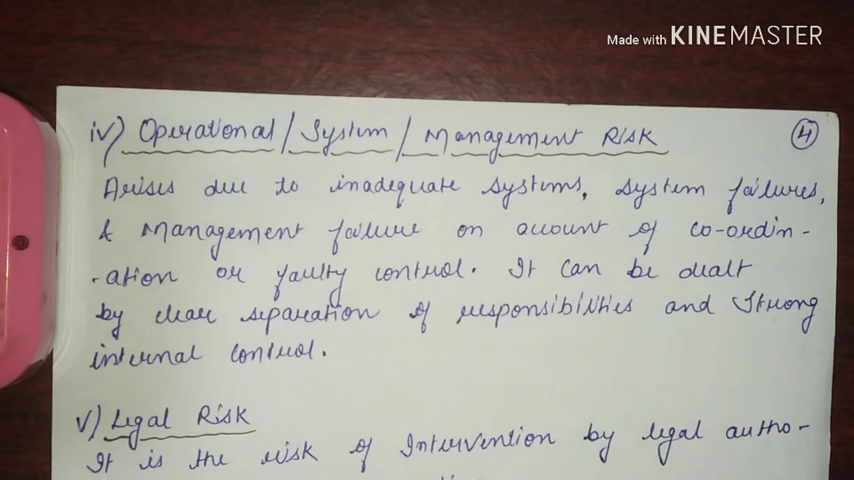 Made with KINEMASTER
iv) Operational / System / Management Risk
4
Arises due to inadequate systems, system failures,
& Management failure on account of co-ordin-
-ation or faulty control. It can be dealt
by clear separation of responsibilities and Strong
internal control.
v) Legal Risk
It is the risk of Intervention by legal autho-